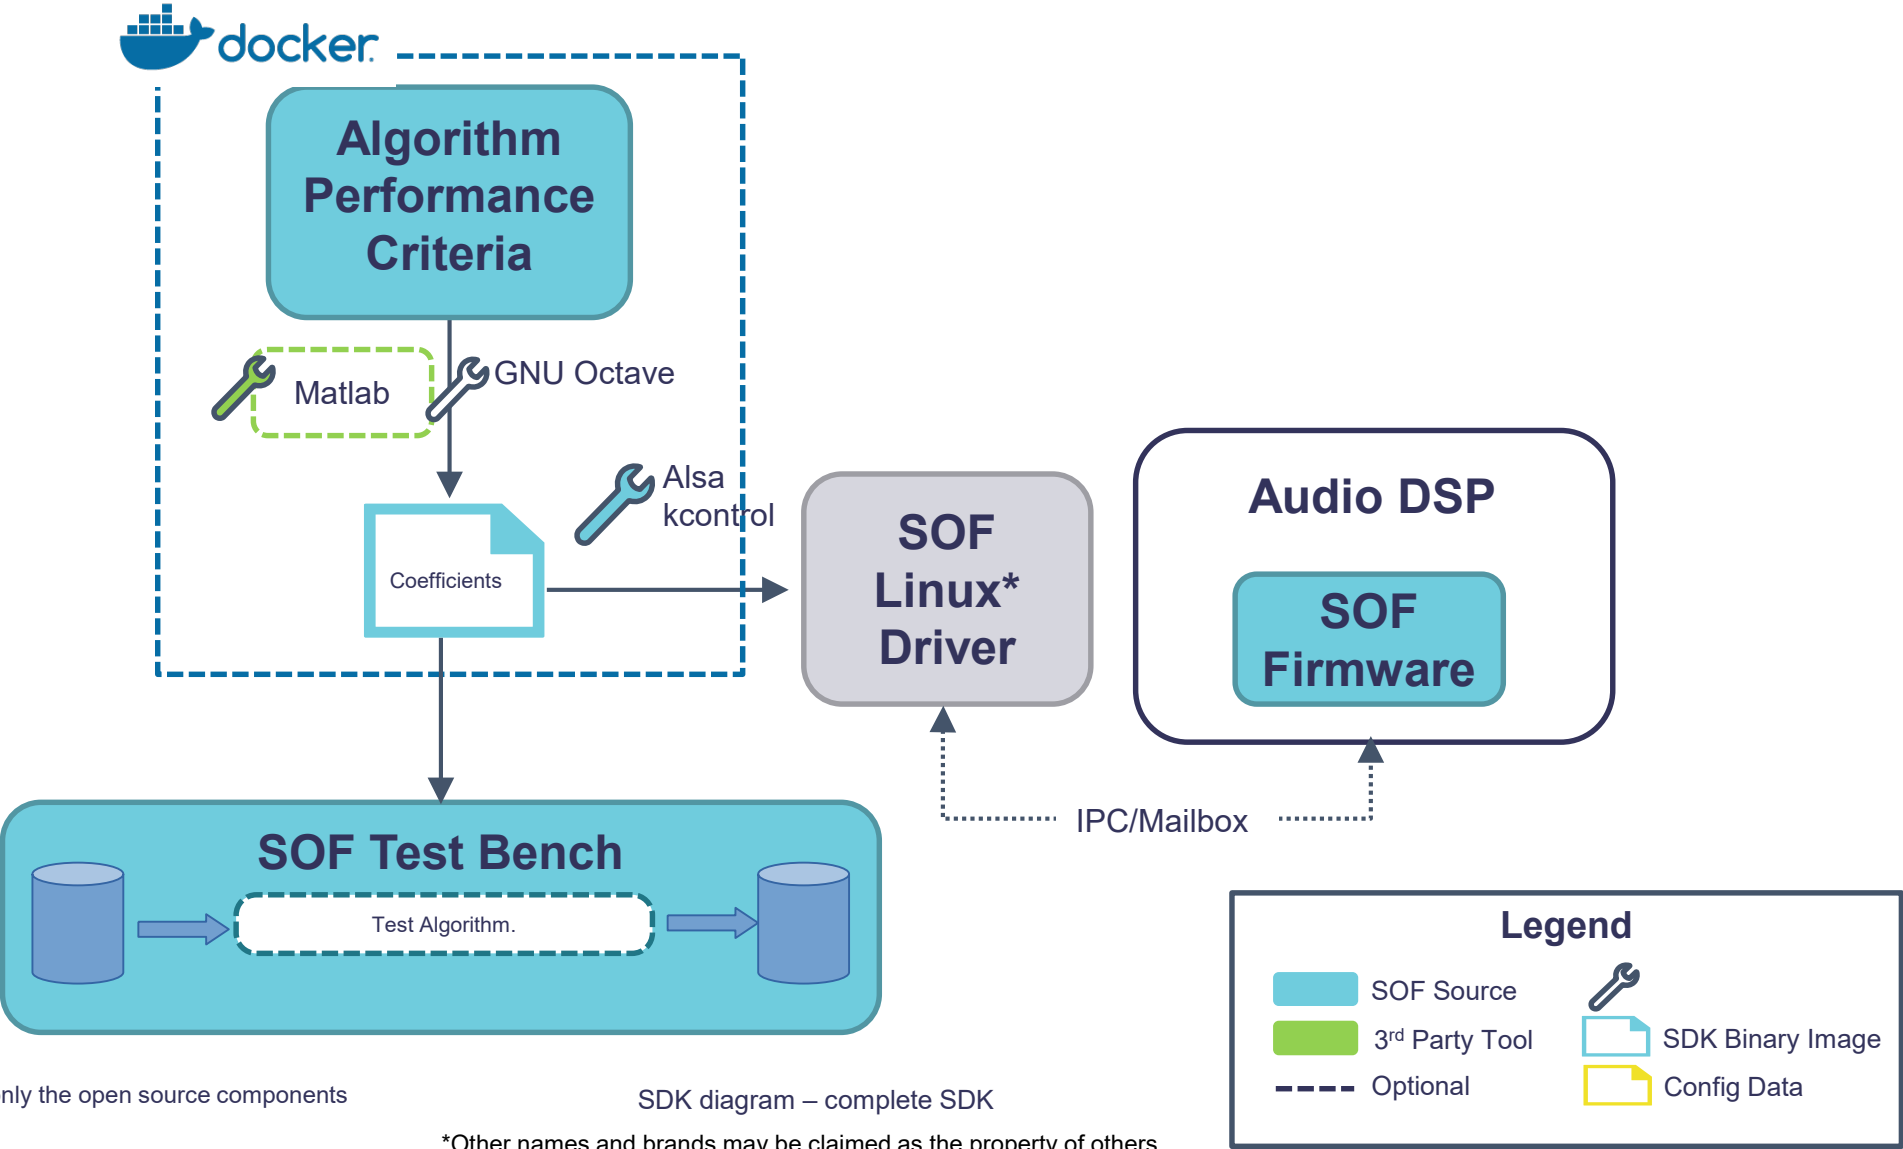 docker
Algorithm
Performance
Criteria
Matlab
GNU Octave
Alsa
kcontrol
Coefficients
SOF
Linux*
Driver
Audio DSP
SOF
Firmware
IPC/Mailbox
SOF Test Bench
Test Algorithm.
Legend
SOF Source
3rd Party Tool
SDK Binary Image
Optional
Config Data
only the open source components
SDK diagram – complete SDK
*Other names and brands may be claimed as the property of others